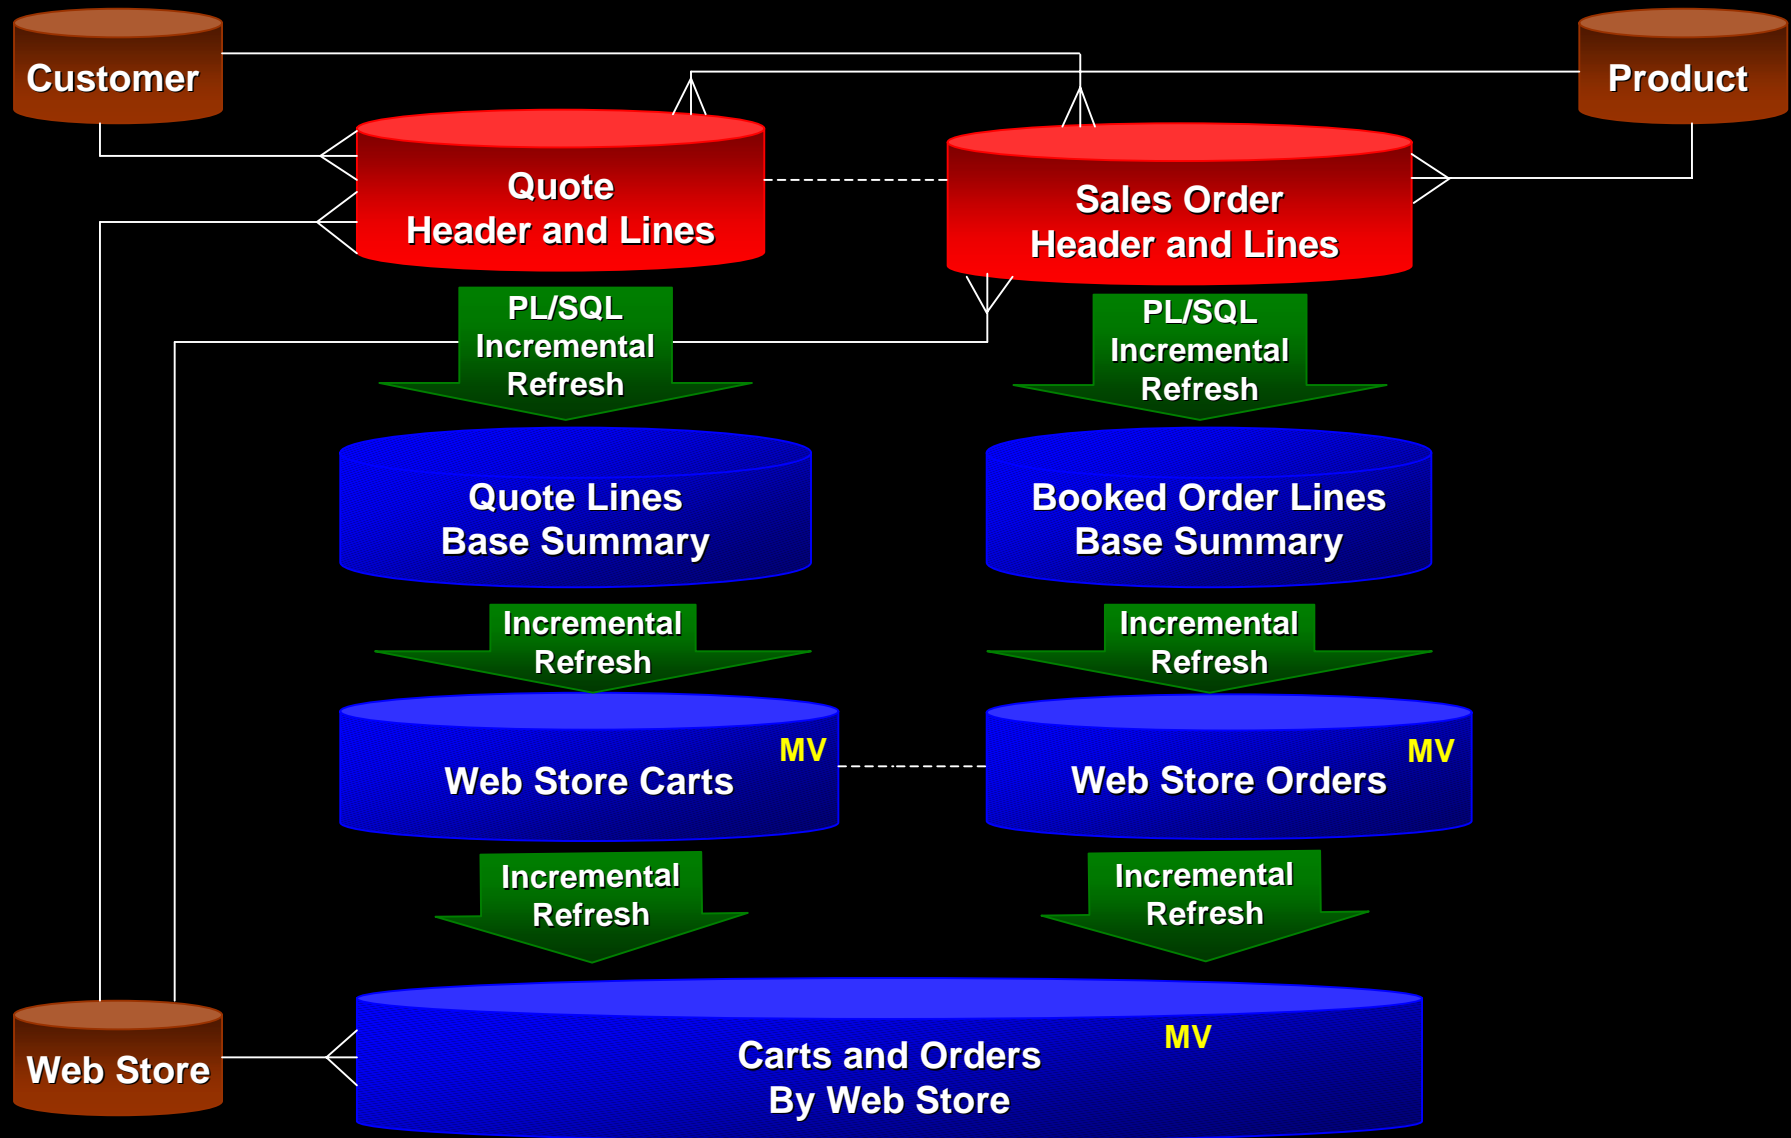 Customer
Product
Quote
Header and Lines
Sales Order
Header and Lines
PL/SQL
Incremental
Refresh
PL/SQL
Incremental
Refresh
Quote Lines
Base Summary
Booked Order Lines
Base Summary
Incremental
Refresh
Incremental
Refresh
MV
Web Store Carts
MV
Web Store Orders
Incremental
Refresh
Incremental
Refresh
Web Store
MV
Carts and Orders
By Web Store